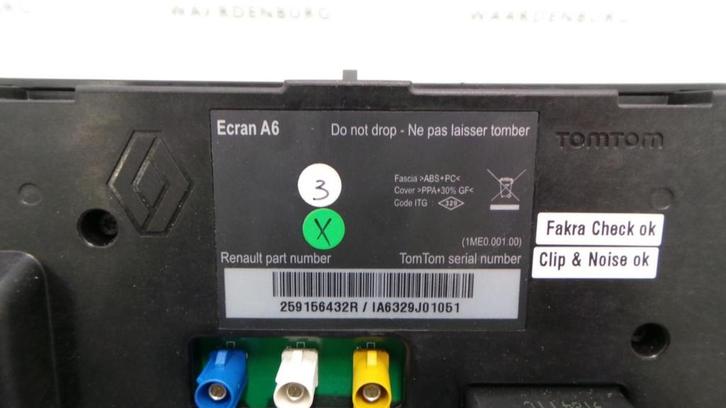 WAARDENBURG
WAARDENBURG
Ecran A6
Do not drop - Ne pas laisser tomber
TOMTOM
3
X
Fascia >ABS+PC<
Cover >PPA+30% GF<
Code ITG 320
(1ME0.001.00)
Fakra Check ok
Clip & Noise ok
Renault part number
TomTom serial number
259156432R / IA6329J01051